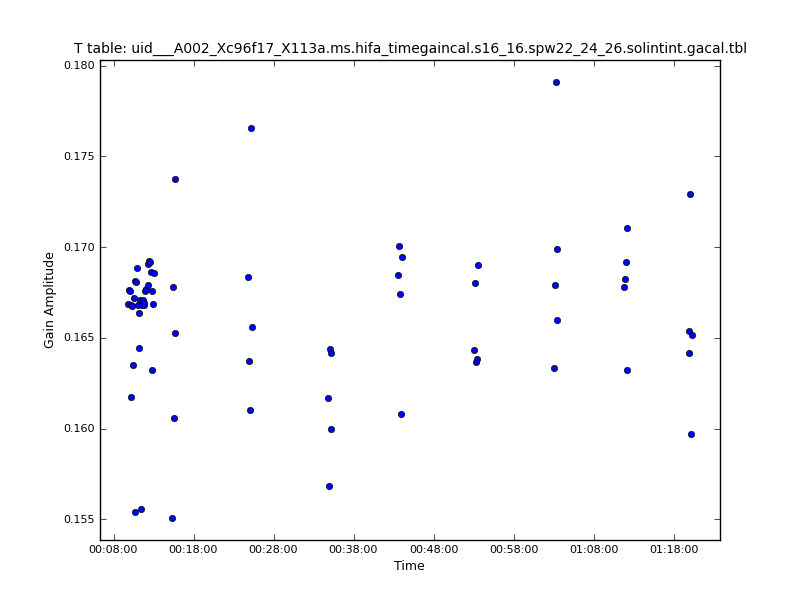 T table: uid___A002_Xc96f17_X113a.ms.hifa_timegaincal.s16_16.spw22_24_26.solintint.gacal.tbl
0.180
0.175
0.170
0.165
0.160
0.155
Gain Amplitude
00:08:00 00:18:00 00:28:00 00:38:00 00:48:00 00:58:00 01:08:00 01:18:00
Time